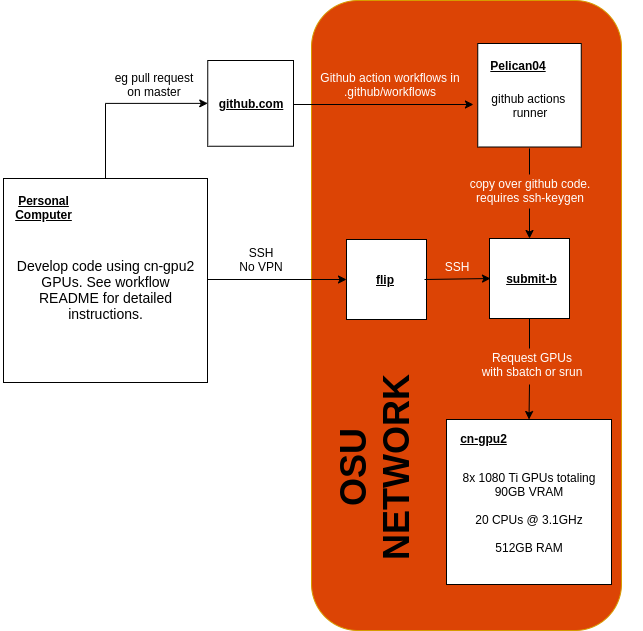 eg pull request
on master
github.com
Github action workflows in
.github/workflows
Pelican04
github actions
runner
Personal
Computer
Develop code using cn-gpu2
GPUs. See workflow
README for detailed
instructions.
SSH
No VPN
flip
SSH
copy over github code.
requires ssh-keygen
submit-b
Request GPUs
with sbatch or srun
OSU
NETWORK
cn-gpu2
8x 1080 Ti GPUs totaling
90GB VRAM
20 CPUs @ 3.1GHz
512GB RAM